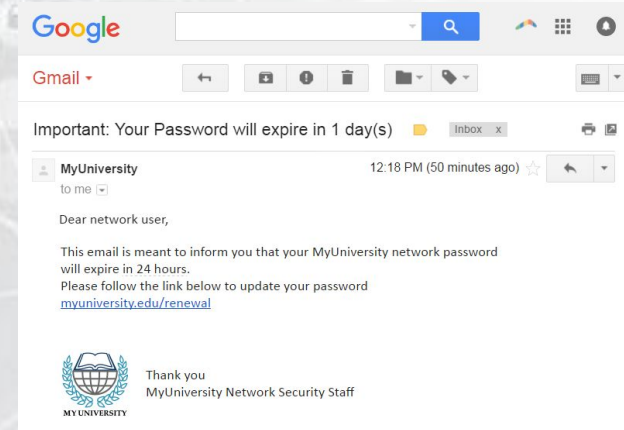 Google
Gmail
Important: Your Password will expire in 1 day(s) Inbox x
MyUniversity 12:18 PM (50 minutes ago)
to me
Dear network user,
This email is meant to inform you that your MyUniversity network password
will expire in 24 hours.
Please follow the link below to update your password
myuniversity.edu/renewal
Thank you
MyUniversity Network Security Staff
MY UNIVERSITY